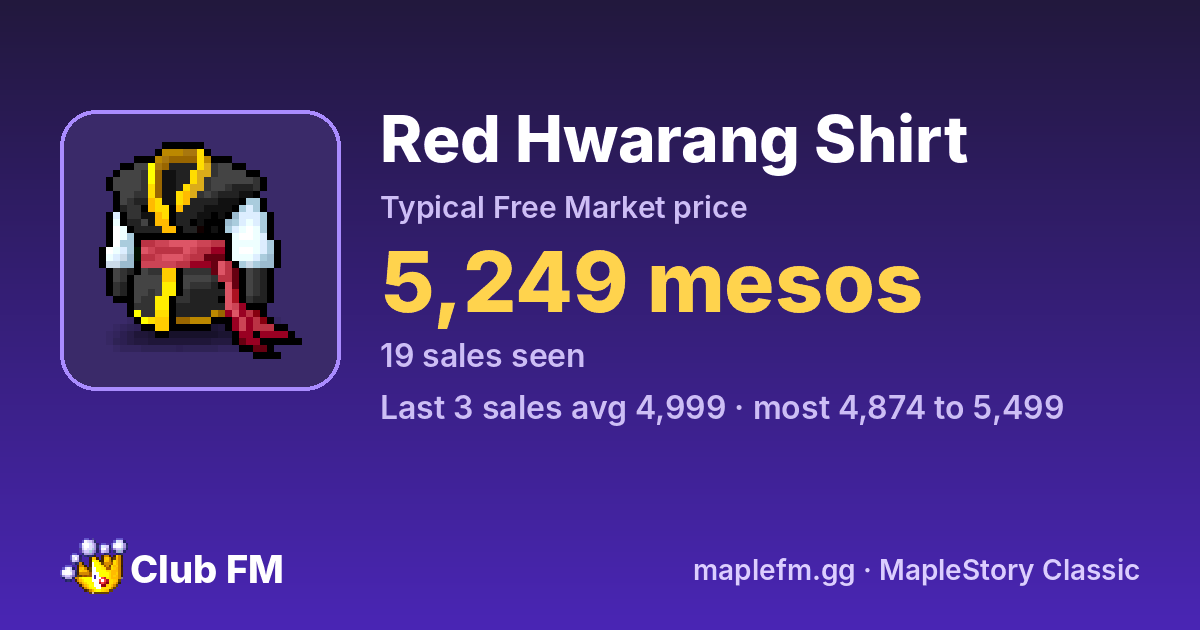 Red Hwarang Shirt
Typical Free Market price
5,249 mesos
19 sales seen
Last 3 sales avg 4,999 · most 4,874 to 5,499
Club FM
maplefm.gg · MapleStory Classic